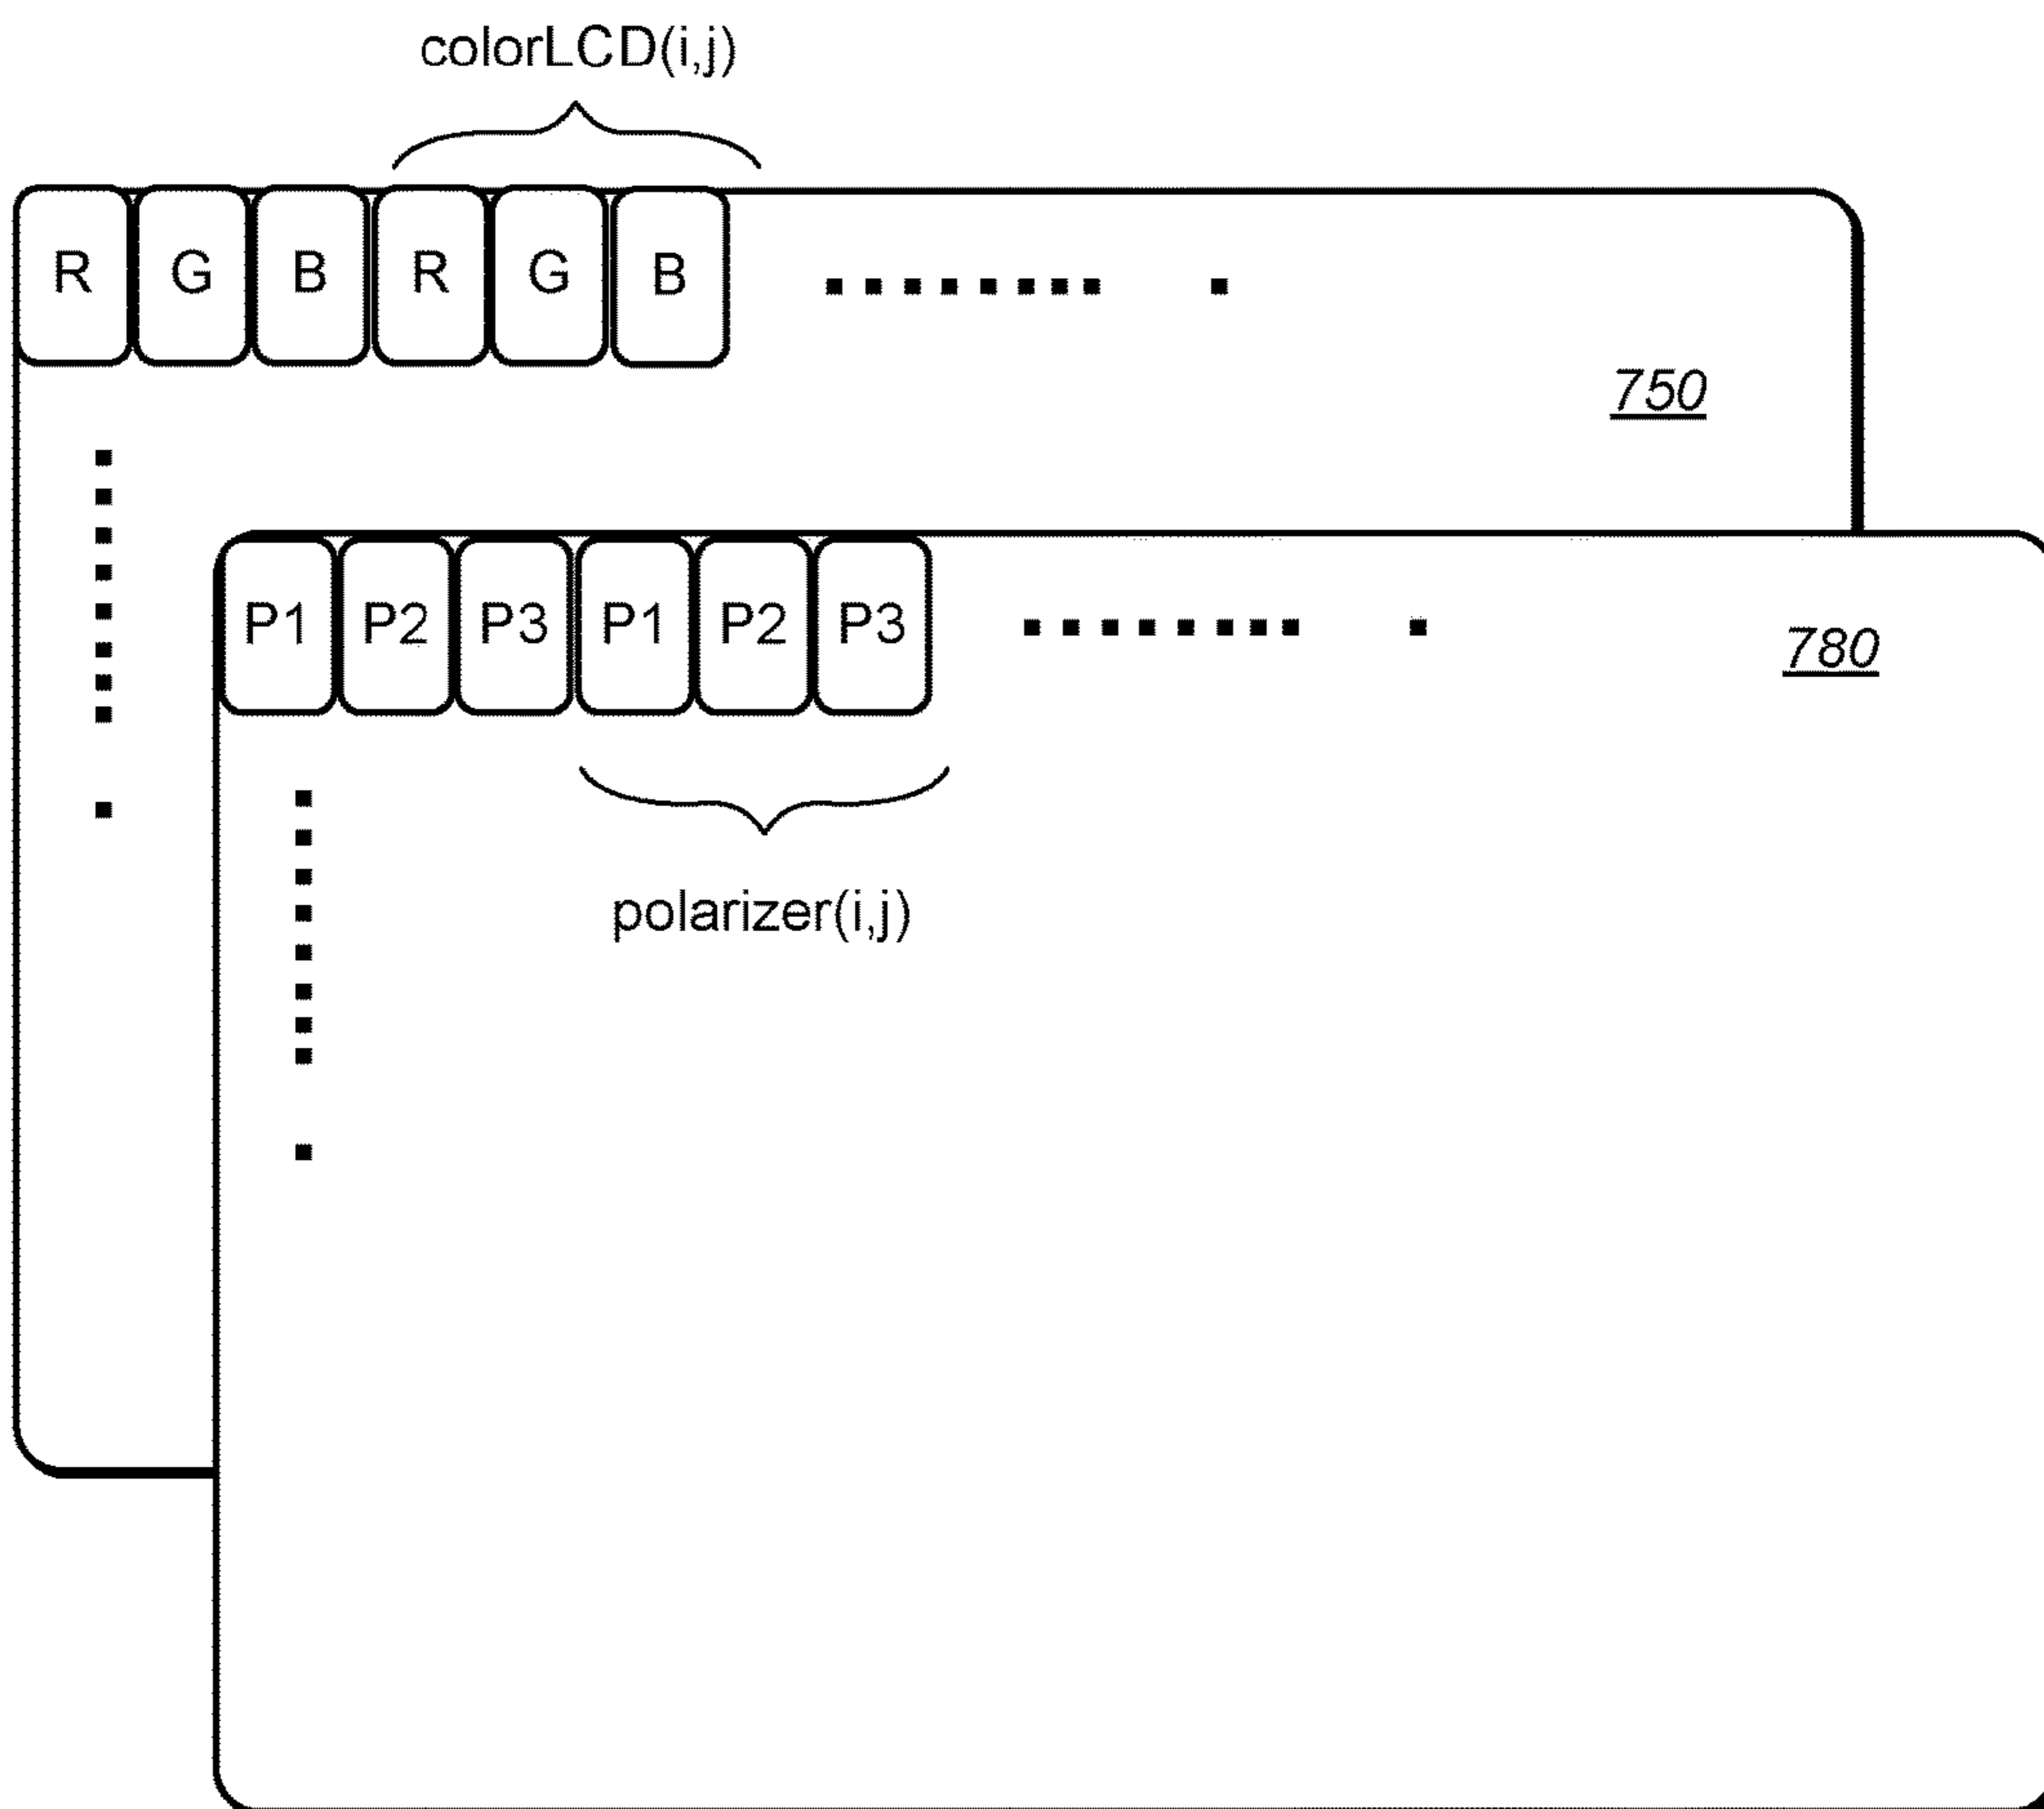 colorLCD(i,j)
R G B R G B
750
P1 P2 P3 P1 P2 P3
780
polarizer(i,j)